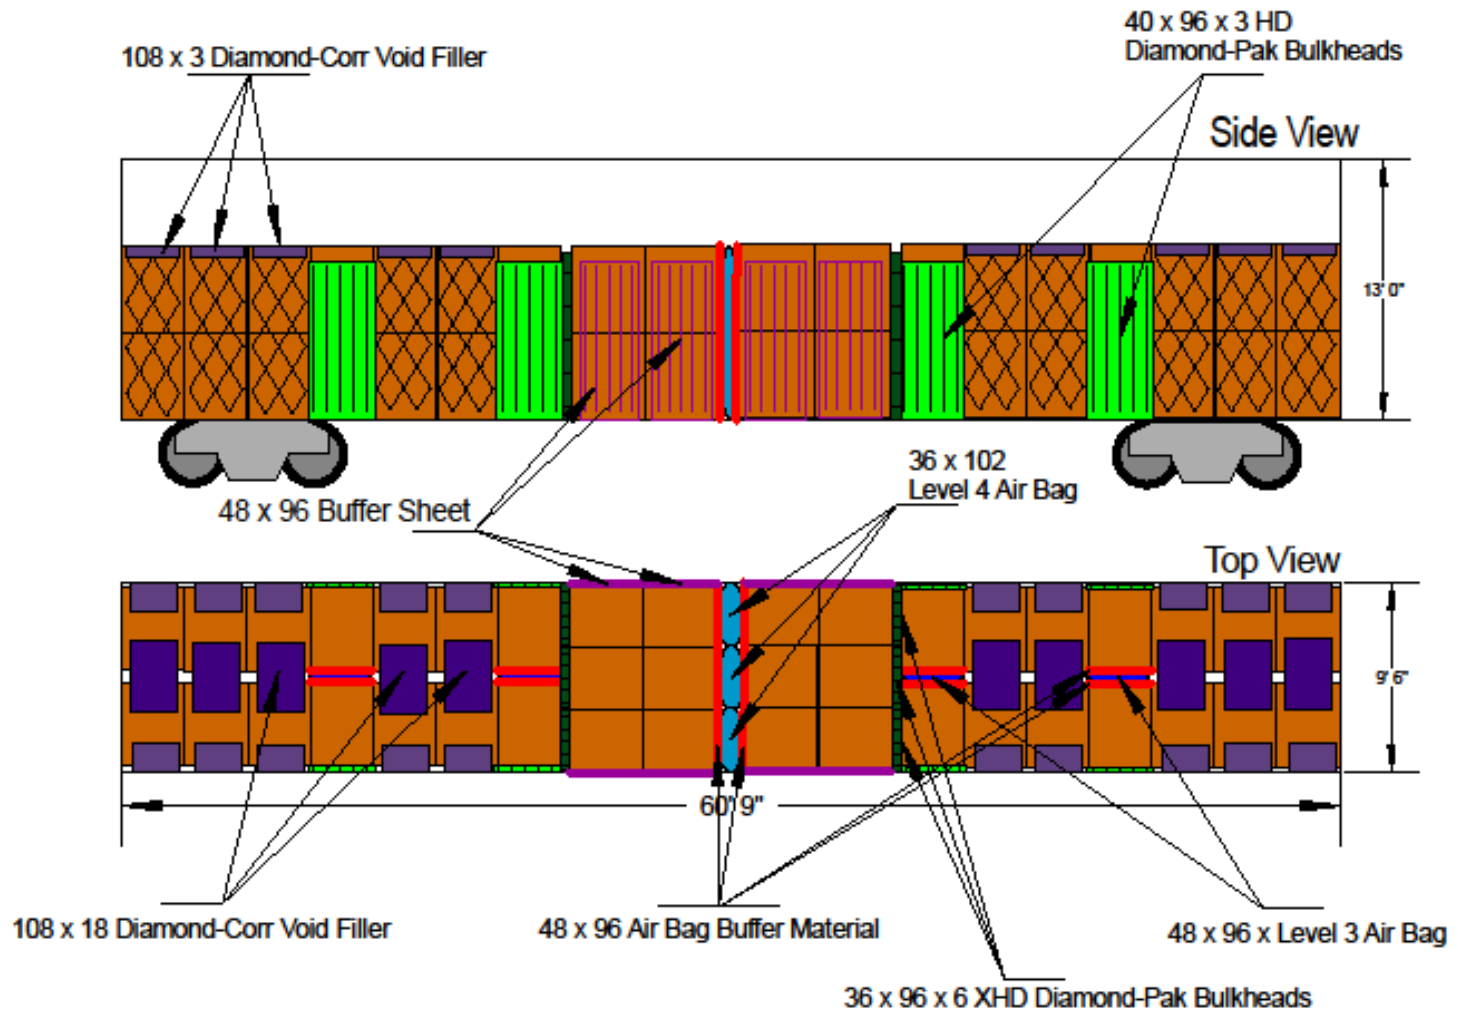 40 x 96 x 3 HD
Diamond-Pak Bulkheads
108 x 3 Diamond-Corr Void Filler
Side View
13' 0"
36 x 102
Level 4 Air Bag
48 x 96 Buffer Sheet
Top View
9' 6"
60' 9"
108 x 18 Diamond-Corr Void Filler
48 x 96 Air Bag Buffer Material
48 x 96 x Level 3 Air Bag
36 x 96 x 6 XHD Diamond-Pak Bulkheads